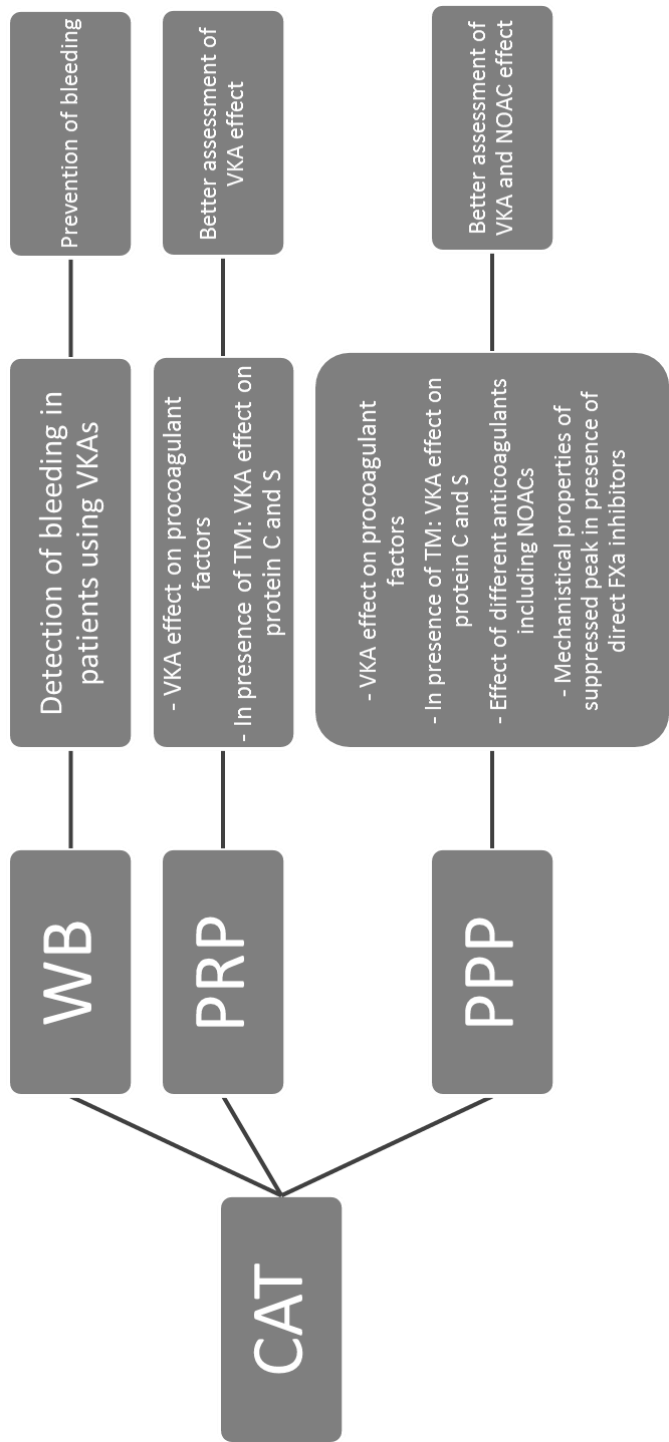 CAT
WB
Detection of bleeding in
patients using VKAs
Prevention of bleeding
PRP
- VKA effect on procoagulant
factors
- In presence of TM: VKA effect on
protein C and S
Better assessment of
VKA effect
PPP
- VKA effect on procoagulant
factors
- In presence of TM: VKA effect on
protein C and S
- Effect of different anticoagulants
including NOACs
- Mechanistical properties of
suppressed peak in presence of
direct FXa inhibitors
Better assessment of
VKA and NOAC effect